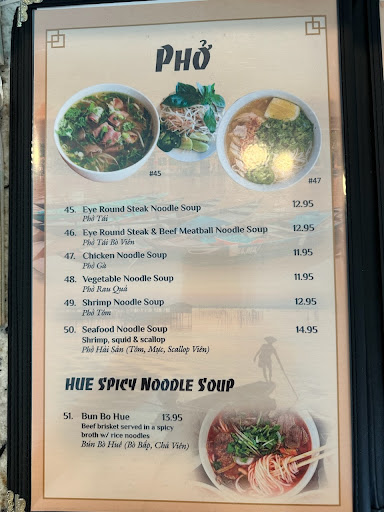 PHỞ
#45
#47
45. Eye Round Steak Noodle Soup 12.95
Phở Tái
46. Eye Round Steak & Beef Meatball Noodle Soup 12.95
Phở Tái Bò Viên
47. Chicken Noodle Soup 11.95
Phở Gà
48. Vegetable Noodle Soup 11.95
Phở Rau Quả
49. Shrimp Noodle Soup 12.95
Phở Tôm
50. Seafood Noodle Soup 14.95
Shrimp, squid & scallop
Phở Hải Sản (Tôm, Mực, Scallop Viên)
HUE SPICY NOODLE SOUP
51. Bun Bo Hue 13.95
Beef brisket served in a spicy
broth w/ rice noodles
Bún Bò Huế (Bò Bắp, Chả Viên)